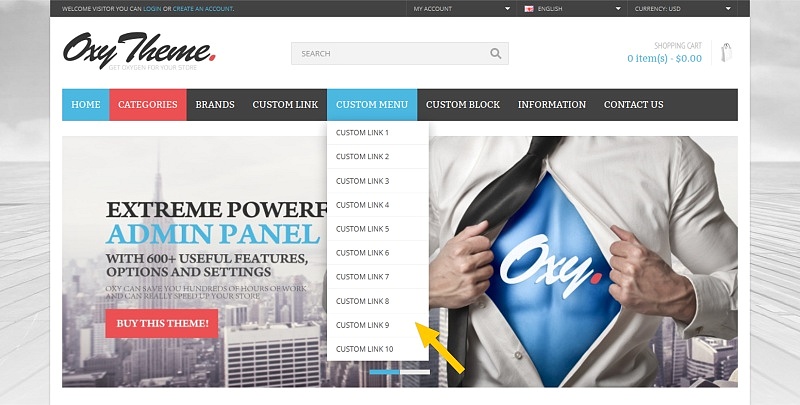 WELCOME VISITOR YOU CAN LOGIN OR CREATE AN ACCOUNT.
MY ACCOUNT
ENGLISH
CURRENCY: USD
Oxy Theme.
GET OXYGEN FOR YOUR STORE
SEARCH
SHOPPING CART
0 item(s) - $0.00
HOME CATEGORIES BRANDS CUSTOM LINK CUSTOM MENU CUSTOM BLOCK INFORMATION CONTACT US
CUSTOM LINK 1
CUSTOM LINK 2
CUSTOM LINK 3
CUSTOM LINK 4
CUSTOM LINK 5
CUSTOM LINK 6
CUSTOM LINK 7
CUSTOM LINK 8
CUSTOM LINK 9
CUSTOM LINK 10
EXTREME POWERF
ADMIN PANEL
WITH 600+ USEFUL FEATURES,
OPTIONS AND SETTINGS
OXY CAN SAVE YOU HUNDREDS OF HOURS OF WORK
AND CAN REALLY SPEED UP YOUR STORE
BUY THIS THEME!
Oxy.